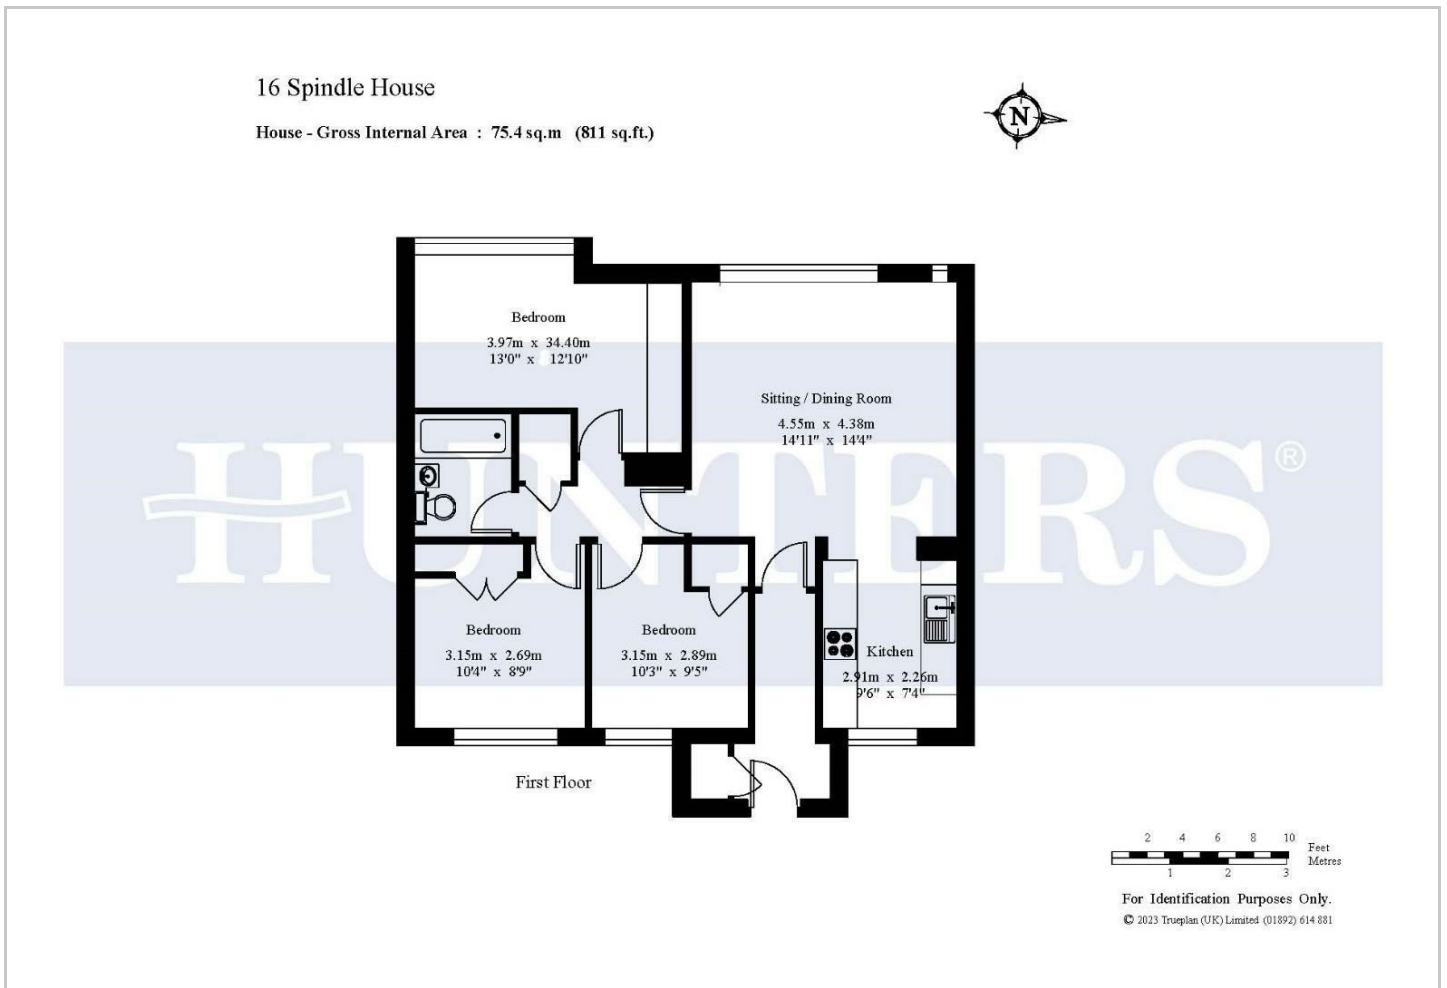 16 Spindle House
House - Gross Internal Area : 75.4 sq.m (811 sq.ft.)
N
Bedroom
3.97m x 34.40m
13'0" x 12'10"
Sitting / Dining Room
4.55m x 4.38m
14'11" x 14'4"
HUNTERS®
Bedroom
3.15m x 2.69m
10'4" x 8'9"
Bedroom
3.15m x 2.89m
10'3" x 9'5"
Kitchen
2.91m x 2.26m
9'6" x 7'4"
First Floor
2 4 6 8 10
Feet
Metres
1 2 3
For Identification Purposes Only.
© 2023 Trueplan (UK) Limited (01892) 614 881